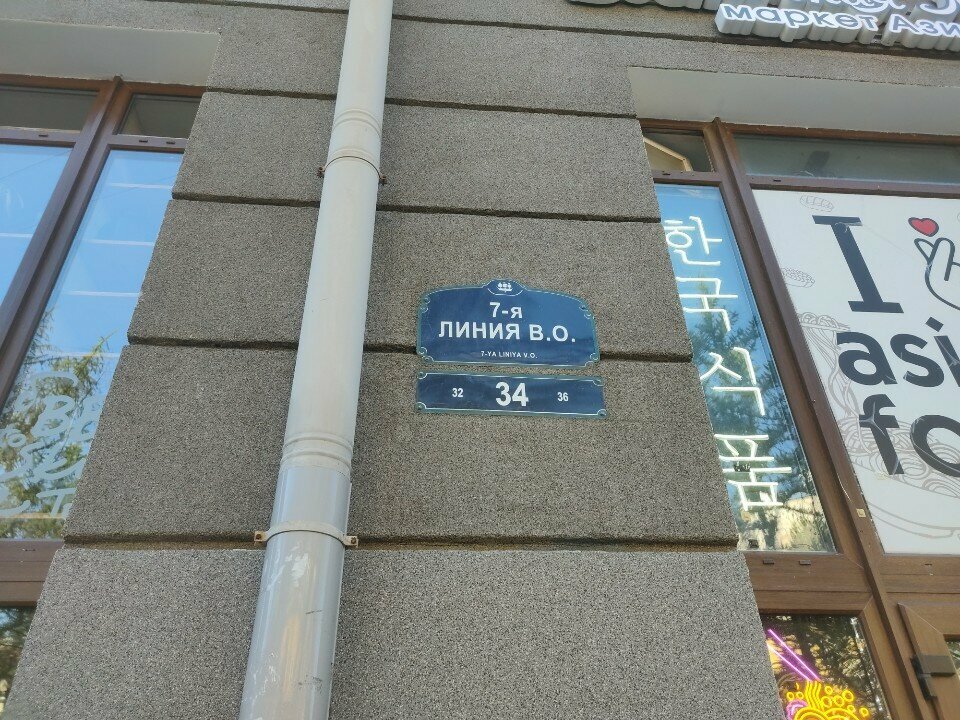 маркет Ази
7-я
ЛИНИЯ В.О.
7-YA LINIYA V.O.
32 34 36
한국식품
I
asi
fo